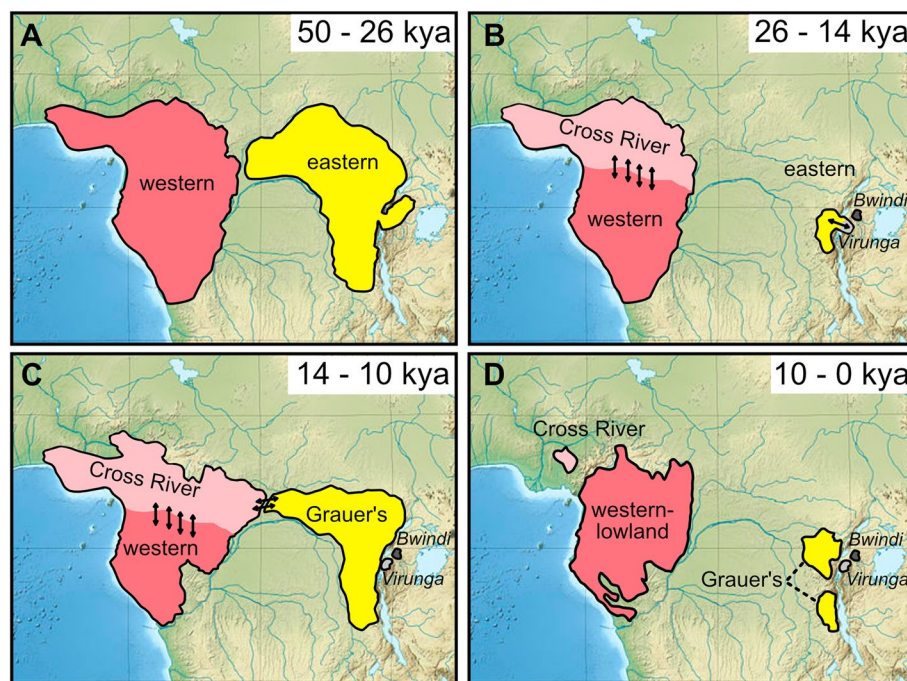 A
50 - 26 kya
western
eastern
B
26 - 14 kya
Cross River
western
eastern
Bwindi
Virunga
C
14 - 10 kya
Cross River
western
Grauer's
Bwindi
Virunga
D
10 - 0 kya
Cross River
western-
lowland
Bwindi
Virunga
Grauer's